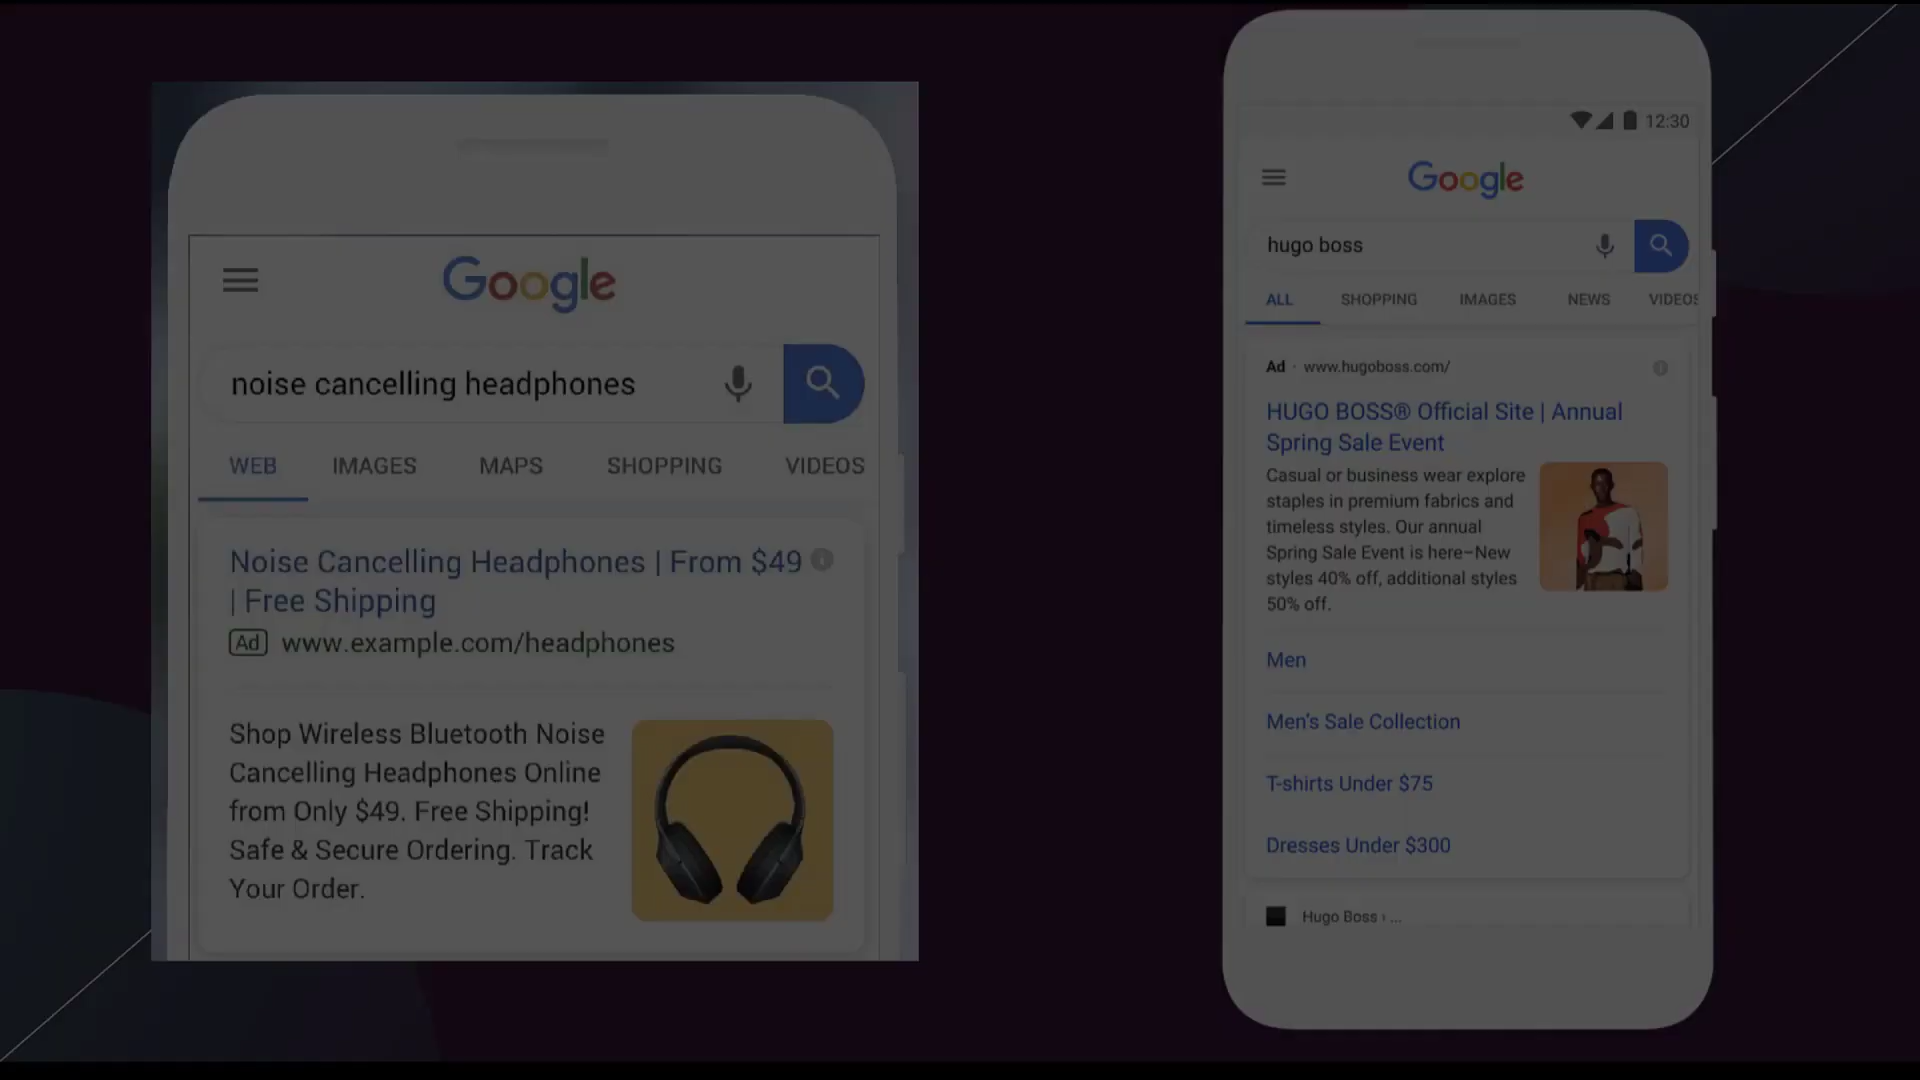 Google
noise cancelling headphones
WEB IMAGES MAPS SHOPPING VIDEOS
Noise Cancelling Headphones | From $49
| Free Shipping
Ad www.example.com/headphones
Shop Wireless Bluetooth Noise
Cancelling Headphones Online
from Only $49. Free Shipping!
Safe & Secure Ordering. Track
Your Order.
12:30
Google
hugo boss
ALL SHOPPING IMAGES NEWS VIDEOS
Ad · www.hugoboss.com/
HUGO BOSS® Official Site | Annual
Spring Sale Event
Casual or business wear explore
staples in premium fabrics and
timeless styles. Our annual
Spring Sale Event is here–New
styles 40% off, additional styles
50% off.
Men
Men's Sale Collection
T-shirts Under $75
Dresses Under $300
Hugo Boss › ...